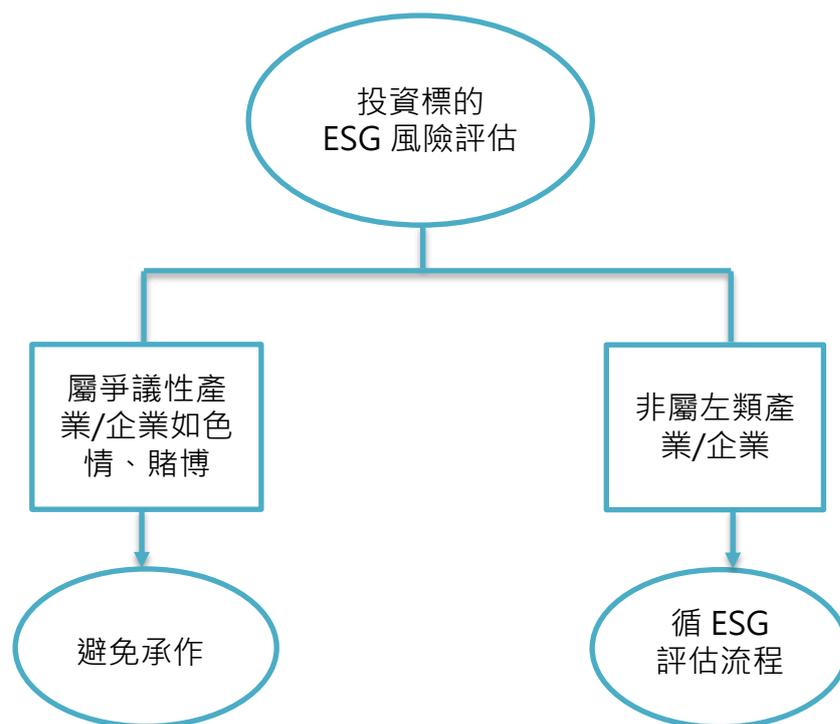 投資標的
ESG 風險評估
屬爭議性產
業/企業如色
情、賭博
非屬左類產
業/企業
避免承作
循 ESG
評估流程